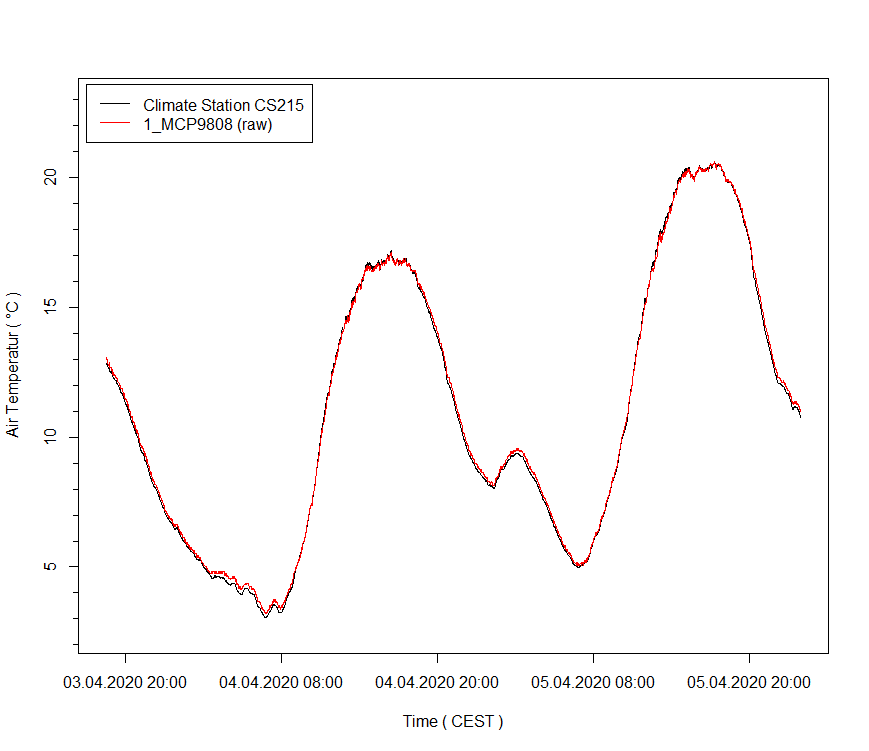 Climate Station CS215
1_MCP9808 (raw)
20
15
10
5
Air Temperatur ( °C )
03.04.2020 20:00 04.04.2020 08:00 04.04.2020 20:00 05.04.2020 08:00 05.04.2020 20:00
Time ( CEST )